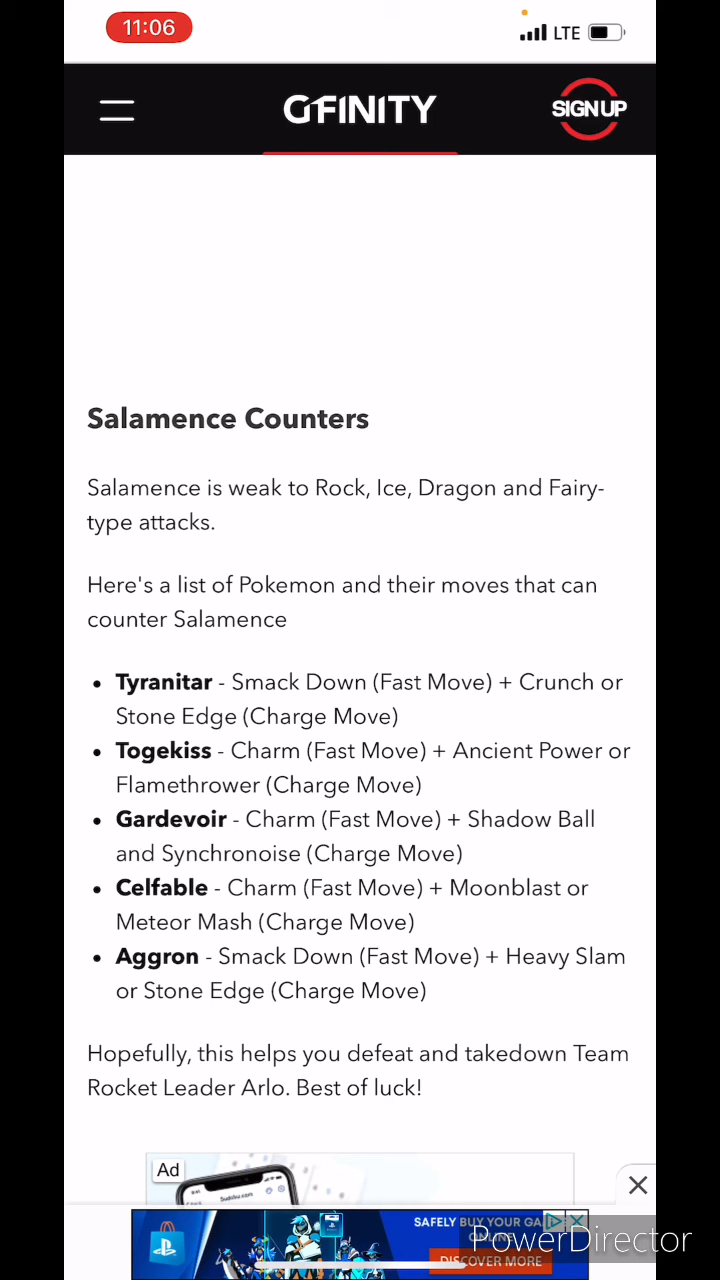 11:06
LTE
GFINITY
SIGN UP
Salamence Counters
Salamence is weak to Rock, Ice, Dragon and Fairy-
type attacks.
Here's a list of Pokemon and their moves that can
counter Salamence
• Tyranitar - Smack Down (Fast Move) + Crunch or
Stone Edge (Charge Move)
• Togekiss - Charm (Fast Move) + Ancient Power or
Flamethrower (Charge Move)
• Gardevoir - Charm (Fast Move) + Shadow Ball
and Synchronoise (Charge Move)
• Celfable - Charm (Fast Move) + Moonblast or
Meteor Mash (Charge Move)
• Aggron - Smack Down (Fast Move) + Heavy Slam
or Stone Edge (Charge Move)
Hopefully, this helps you defeat and takedown Team
Rocket Leader Arlo. Best of luck!
Ad
Sudoku.com
SAFELY BUY YOUR
ONLINE
DISCOVER MORE
PowerDirector